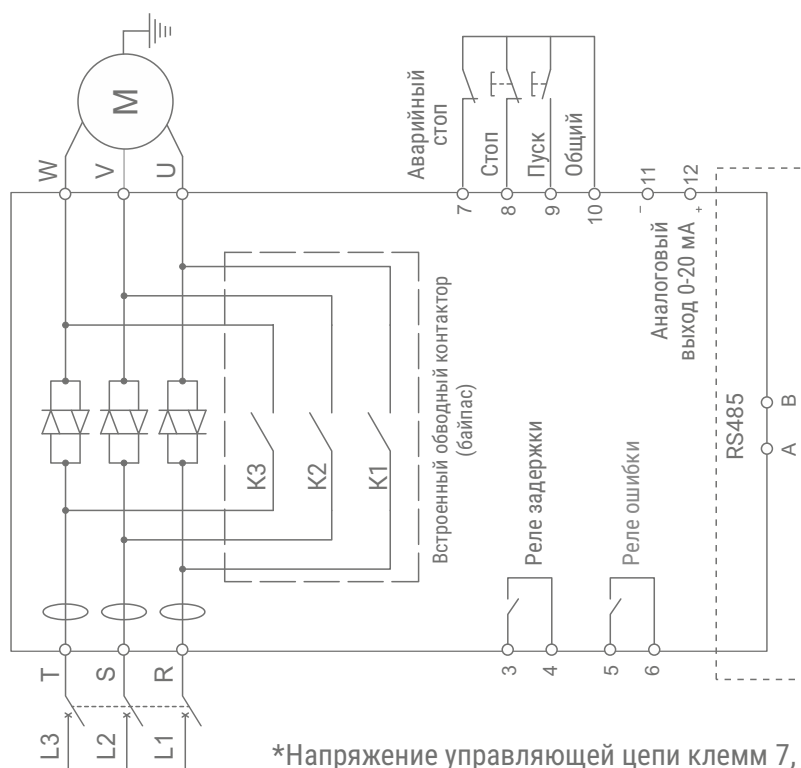 M
W
V
U
Аварийный
стоп
Стоп
Пуск
Общий
7
8
9
10
11
12
–
+
Аналоговый
выход 0-20 мА
Встроенный обводный контактор
(байпас)
K3
K2
K1
RS485
A
B
Реле задержки
Реле ошибки
3
4
5
6
T
S
R
L3
L2
L1
*Напряжение управляющей цепи клемм 7,